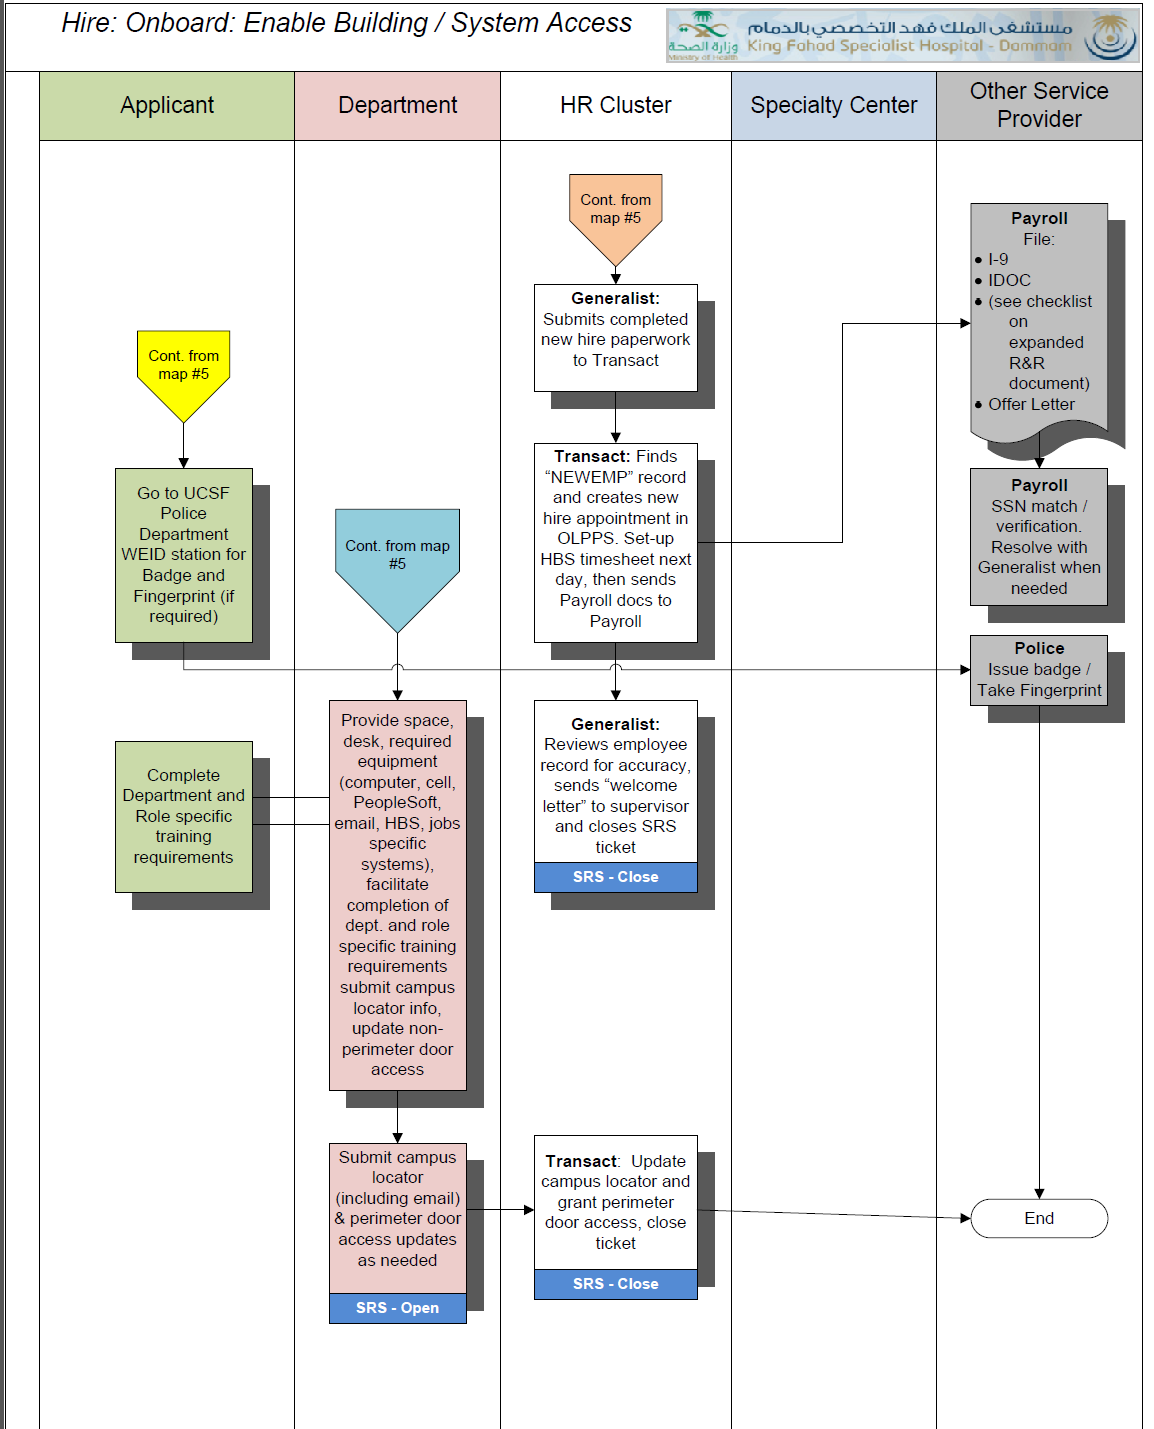 Hire: Onboard: Enable Building / System Access
مستشفى الملك فهد التخصصي بالدمام
وزارة الصحة
King Fahad Specialist Hospital - Dammam
Ministry of Health
Applicant
Department
HR Cluster
Specialty Center
Other Service
Provider
Cont. from
map #5
Generalist:
Submits completed
new hire paperwork
to Transact
Payroll
File:
● I-9
● IDOC
● (see checklist
on
expanded
R&R
document)
● Offer Letter
Cont. from
map #5
Transact: Finds
“NEWEMP” record
and creates new
hire appointment in
OLPPS. Set-up
HBS timesheet next
day, then sends
Payroll docs to
Payroll
Go to UCSF
Police
Department
WEID station for
Badge and
Fingerprint (if
required)
Payroll
SSN match /
verification.
Resolve with
Generalist when
needed
Cont. from map
#5
Police
Issue badge /
Take Fingerprint
Provide space,
desk, required
equipment
(computer, cell,
PeopleSoft,
email, HBS, jobs
specific
systems),
facilitate
completion of
dept. and role
specific training
requirements
submit campus
locator info,
update non-
perimeter door
access
Generalist:
Reviews employee
record for accuracy,
sends “welcome
letter” to supervisor
and closes SRS
ticket
SRS - Close
Complete
Department and
Role specific
training
requirements
Submit campus
locator
(including email)
& perimeter door
access updates
as needed
SRS - Open
Transact:  Update
campus locator and
grant perimeter
door access, close
ticket
SRS - Close
End